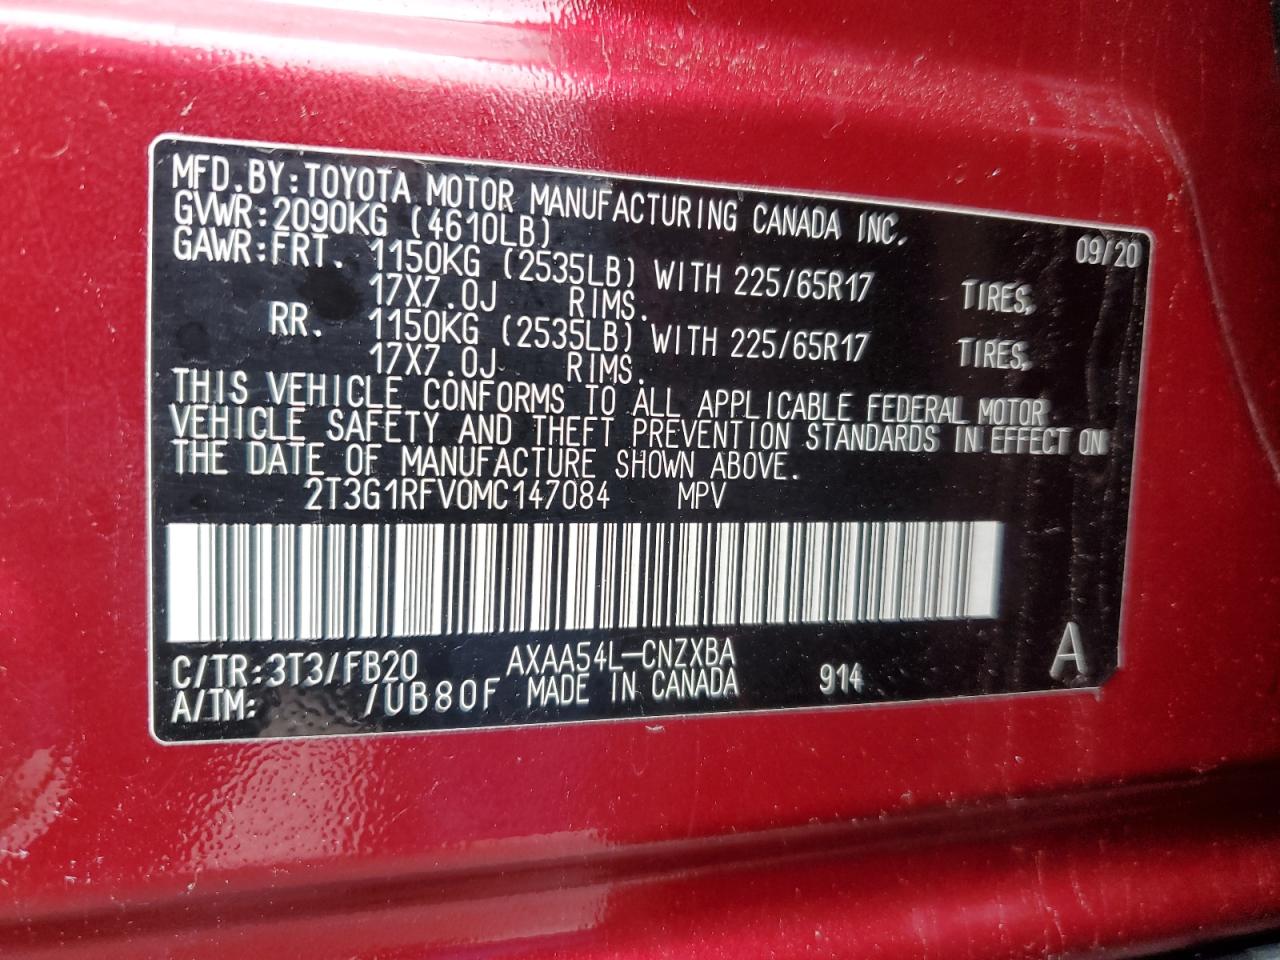 MFD.BY:TOYOTA MOTOR MANUFACTURING CANADA INC.
GVWR:2090KG (4610LB) 09/20
GAWR:FRT. 1150KG (2535LB) WITH 225/65R17 TIRES,
17X7.0J RIMS.
RR. 1150KG (2535LB) WITH 225/65R17 TIRES,
17X7.0J RIMS.
THIS VEHICLE CONFORMS TO ALL APPLICABLE FEDERAL MOTOR
VEHICLE SAFETY AND THEFT PREVENTION STANDARDS IN EFFECT ON
THE DATE OF MANUFACTURE SHOWN ABOVE.
2T3G1RFV0MC147084 MPV
C/TR:3T3/FB20 AXAA54L-CNZXBA A
A/TM: /UB80F MADE IN CANADA 914